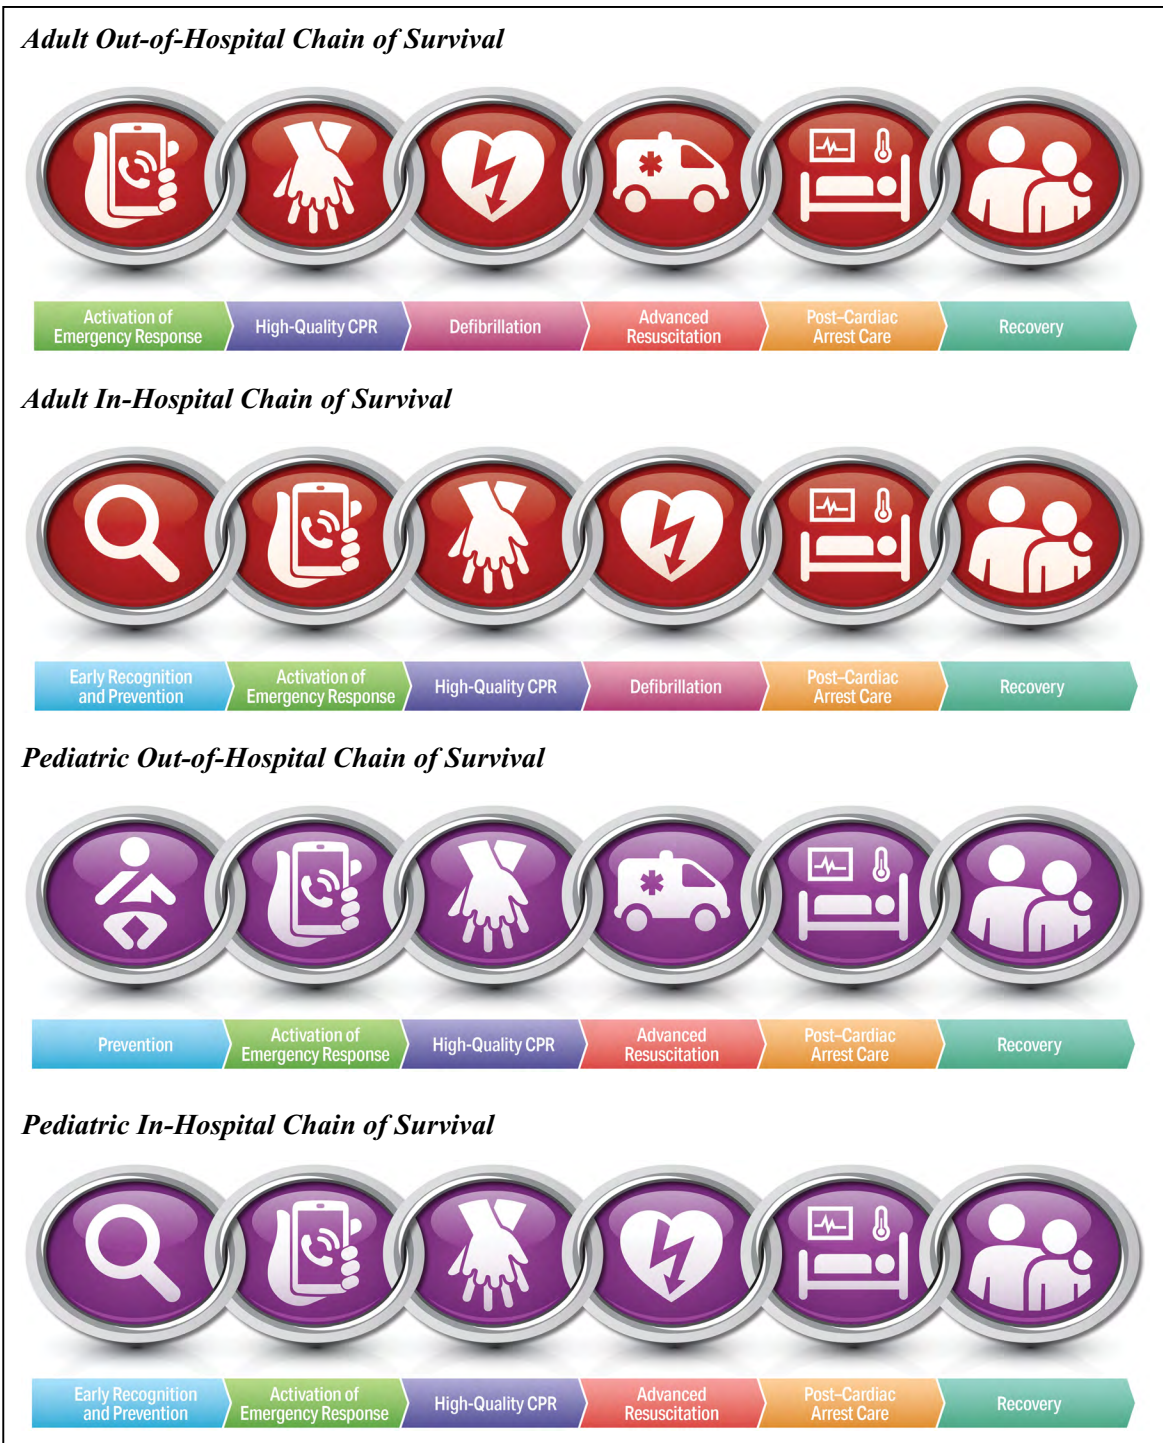 Adult Out-of-Hospital Chain of Survival
Activation of
Emergency Response
High-Quality CPR
Defibrillation
Advanced
Resuscitation
Post–Cardiac
Arrest Care
Recovery
Adult In-Hospital Chain of Survival
Early Recognition
and Prevention
Activation of
Emergency Response
High-Quality CPR
Defibrillation
Post–Cardiac
Arrest Care
Recovery
Pediatric Out-of-Hospital Chain of Survival
Prevention
Activation of
Emergency Response
High-Quality CPR
Advanced
Resuscitation
Post–Cardiac
Arrest Care
Recovery
Pediatric In-Hospital Chain of Survival
Early Recognition
and Prevention
Activation of
Emergency Response
High-Quality CPR
Advanced
Resuscitation
Post–Cardiac
Arrest Care
Recovery